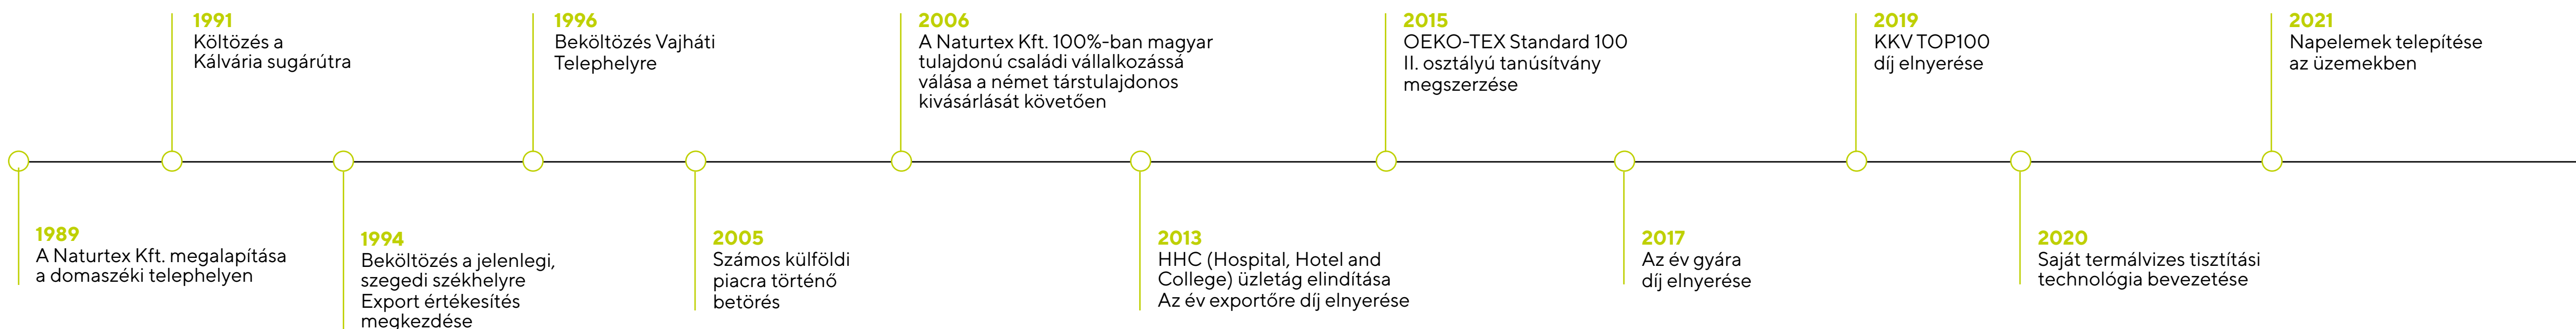 1991
Költözés a
Kálvária sugárútra
1996
Beköltözés Vajháti
Telephelyre
2006
A Naturtex Kft. 100%-ban magyar
tulajdonú családi vállalkozássá
válása a német társtulajdonos
kivásárlását követően
2015
OEKO-TEX Standard 100
II. osztályú tanúsítvány
megszerzése
2019
KKV TOP100
díj elnyerése
2021
Napelemek telepítése
az üzemekben
1989
A Naturtex Kft. megalapítása
a domaszéki telephelyen
1994
Beköltözés a jelenlegi,
szegedi székhelyre
Export értékesítés
megkezdése
2005
Számos külföldi
piacra történő
betörés
2013
HHC (Hospital, Hotel and
College) üzletág elindítása
Az év exportőre díj elnyerése
2017
Az év gyára
díj elnyerése
2020
Saját termálvizes tisztítási
technológia bevezetése